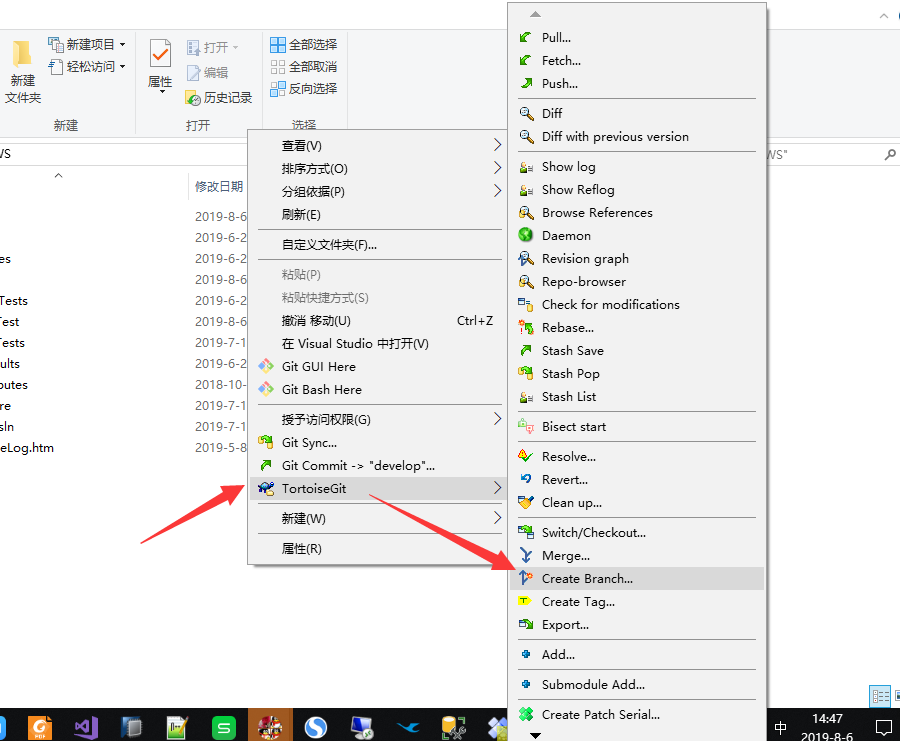 新建项目
轻松访问
新建
文件夹
新建
属性
打开
编辑
历史记录
打开
全部选择
全部取消
反向选择
选择
WS"
修改日期
2019-8-6
2019-6-2
es 2019-6-2
2019-8-6
Tests 2019-6-2
Test 2019-8-6
Tests 2019-7-1
ults 2019-6-2
butes 2018-10-
re 2019-7-1
sln 2019-7-1
eLog.htm 2019-5-8
查看(V)
排序方式(O)
分组依据(P)
刷新(E)
自定义文件夹(F)...
粘贴(P)
粘贴快捷方式(S)
撤消 移动(U) Ctrl+Z
在 Visual Studio 中打开(V)
Git GUI Here
Git Bash Here
授予访问权限(G)
Git Sync...
Git Commit -> "develop"...
TortoiseGit
新建(W)
属性(R)
Pull...
Fetch...
Push...
Diff
Diff with previous version
Show log
Show Reflog
Browse References
Daemon
Revision graph
Repo-browser
Check for modifications
Rebase...
Stash Save
Stash Pop
Stash List
Bisect start
Resolve...
Revert...
Clean up...
Switch/Checkout...
Merge...
Create Branch...
Create Tag...
Export...
Add...
Submodule Add...
Create Patch Serial...
中
14:47
2019-8-6